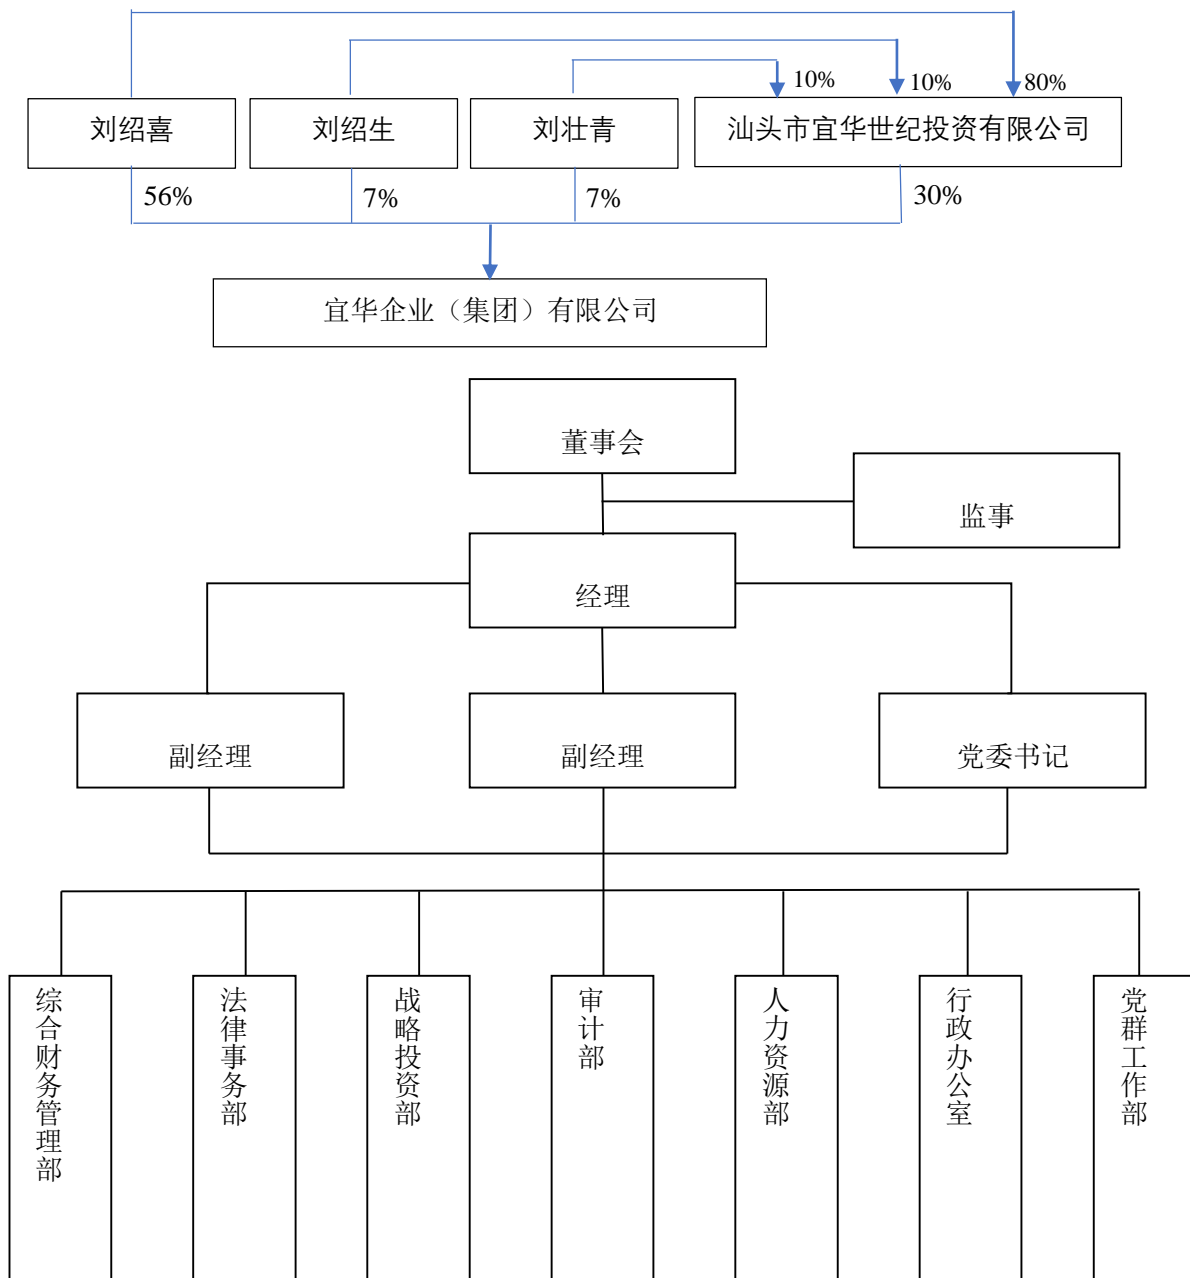 10%
10%
80%
刘绍喜
刘绍生
刘壮青
汕头市宜华世纪投资有限公司
56%
7%
7%
30%
宜华企业（集团）有限公司
董事会
监事
经理
副经理
副经理
党委书记
综合财务管理部
法律事务部
战略投资部
审计部
人力资源部
行政办公室
党群工作部